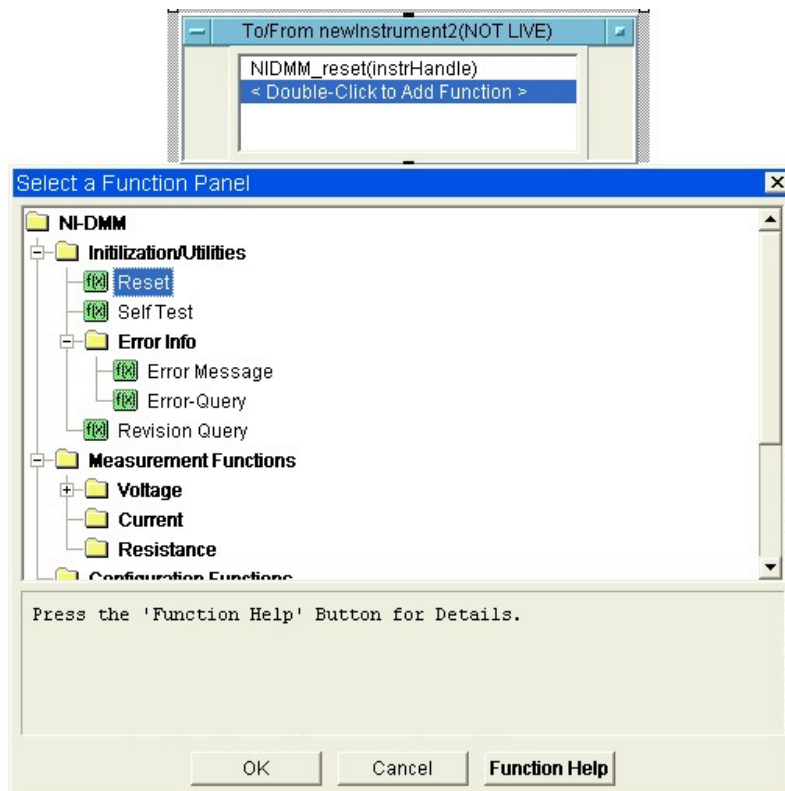 To/From newInstrument2(NOT LIVE)
NIDMM_reset(instrHandle)
< Double-Click to Add Function >
Select a Function Panel
NI-DMM
Initilization/Utilities
Reset
Self Test
Error Info
Error Message
Error-Query
Revision Query
Measurement Functions
Voltage
Current
Resistance
Configuration Functions
Press the 'Function Help' Button for Details.
OK Cancel Function Help